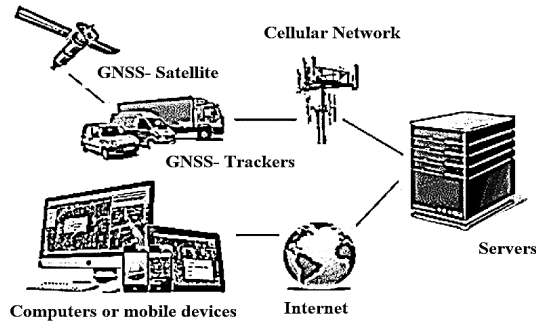 Cellular Network
GNSS- Satellite
GNSS- Trackers
Servers
Computers or mobile devices
Internet